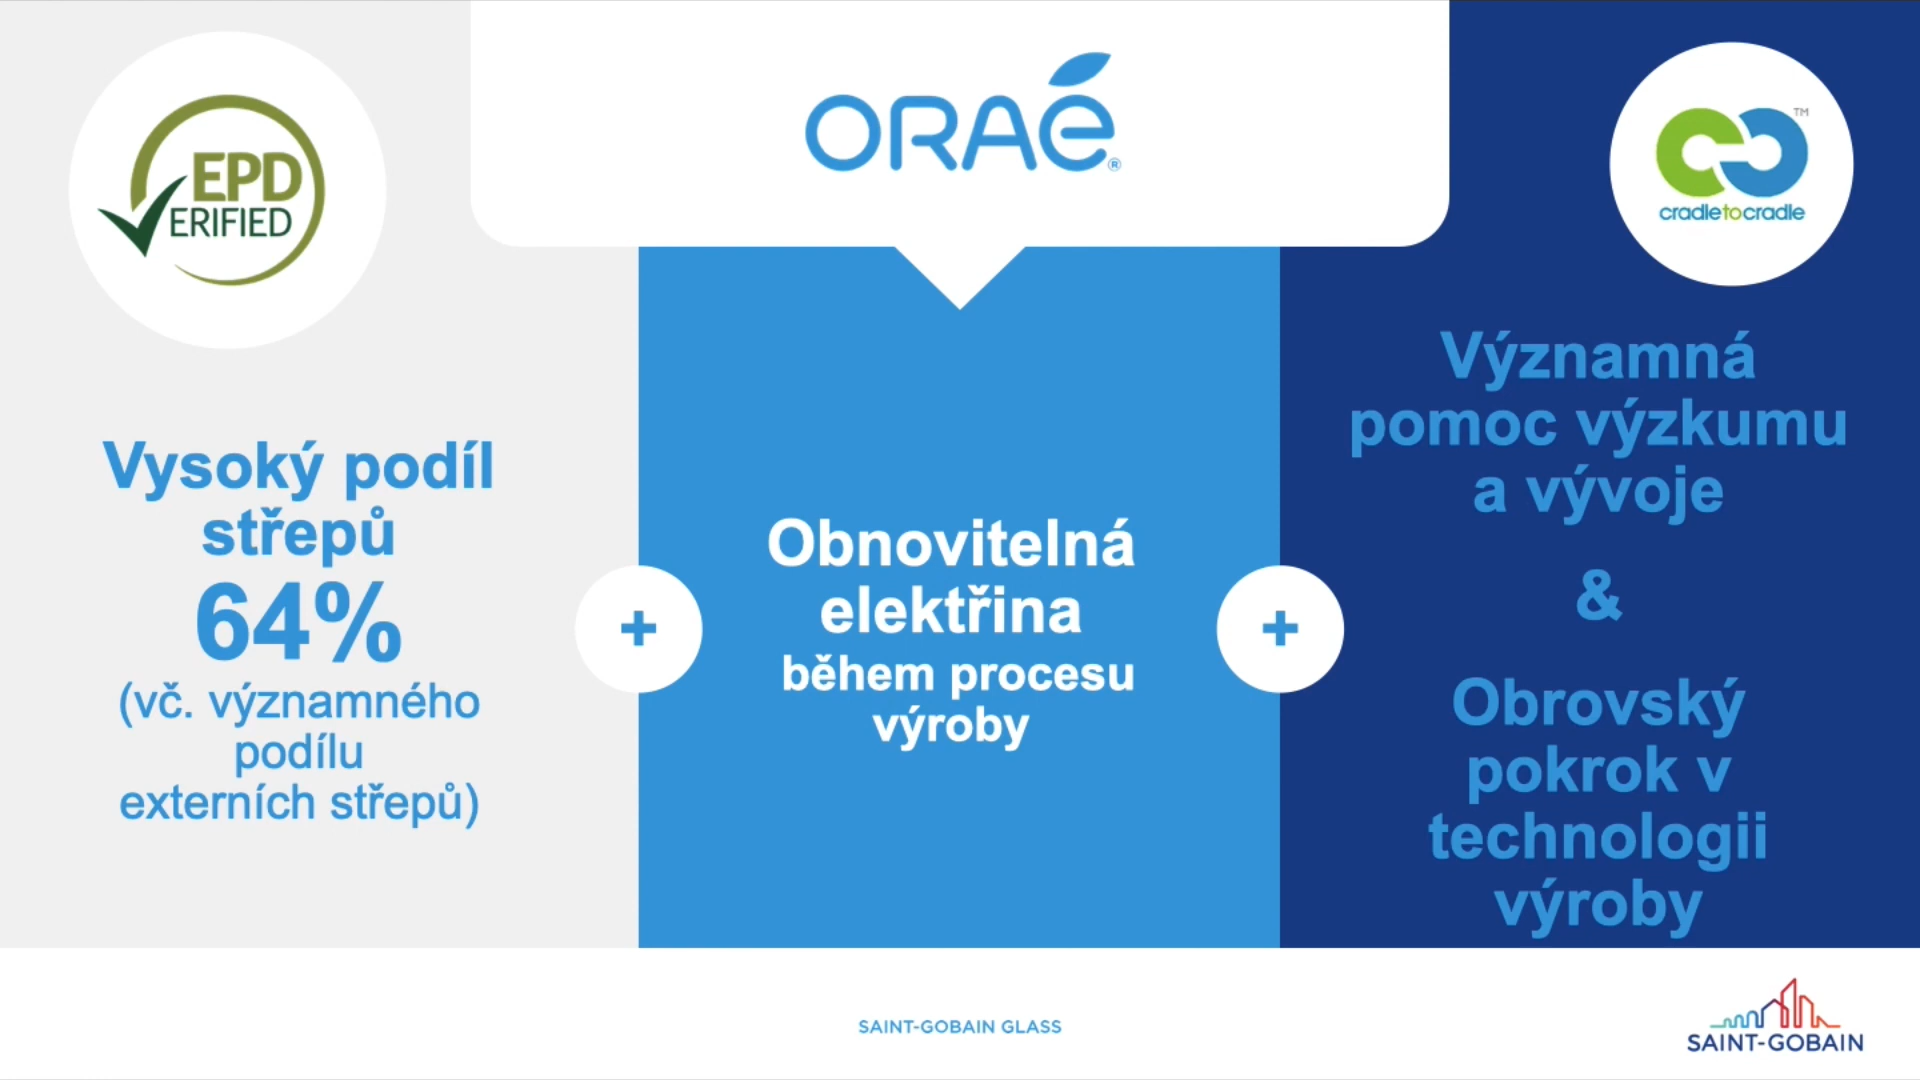 EPD
VERIFIED
Vysoký podíl
střepů
64%
(vč. významného
podílu
externích střepů)
+
ORAé®
Obnovitelná
elektřina
během procesu
výroby
+
TM
cradletocradle
Významná
pomoc výzkumu
a vývoje
&
Obrovský
pokrok v
technologii
výroby
SAINT-GOBAIN GLASS
SAINT-GOBAIN